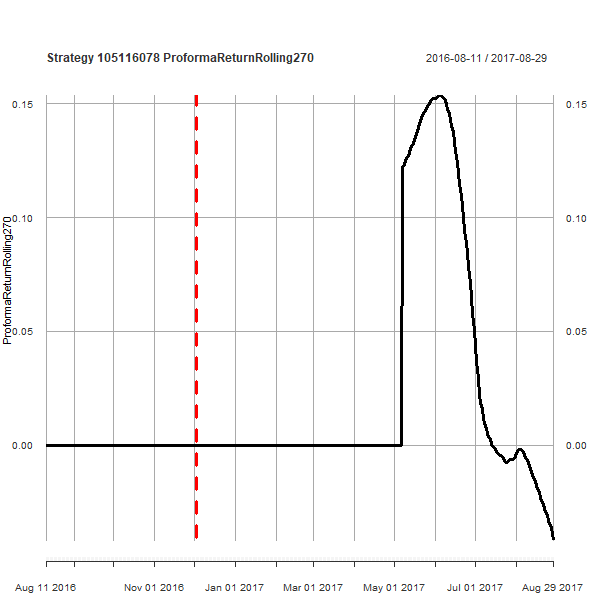 Strategy 105116078 ProformaReturnRolling270
2016-08-11 / 2017-08-29
ProformaReturnRolling270
0.15
0.10
0.05
0.00
0.15
0.10
0.05
0.00
Aug 11 2016
Nov 01 2016
Jan 01 2017
Mar 01 2017
May 01 2017
Jul 01 2017
Aug 29 2017